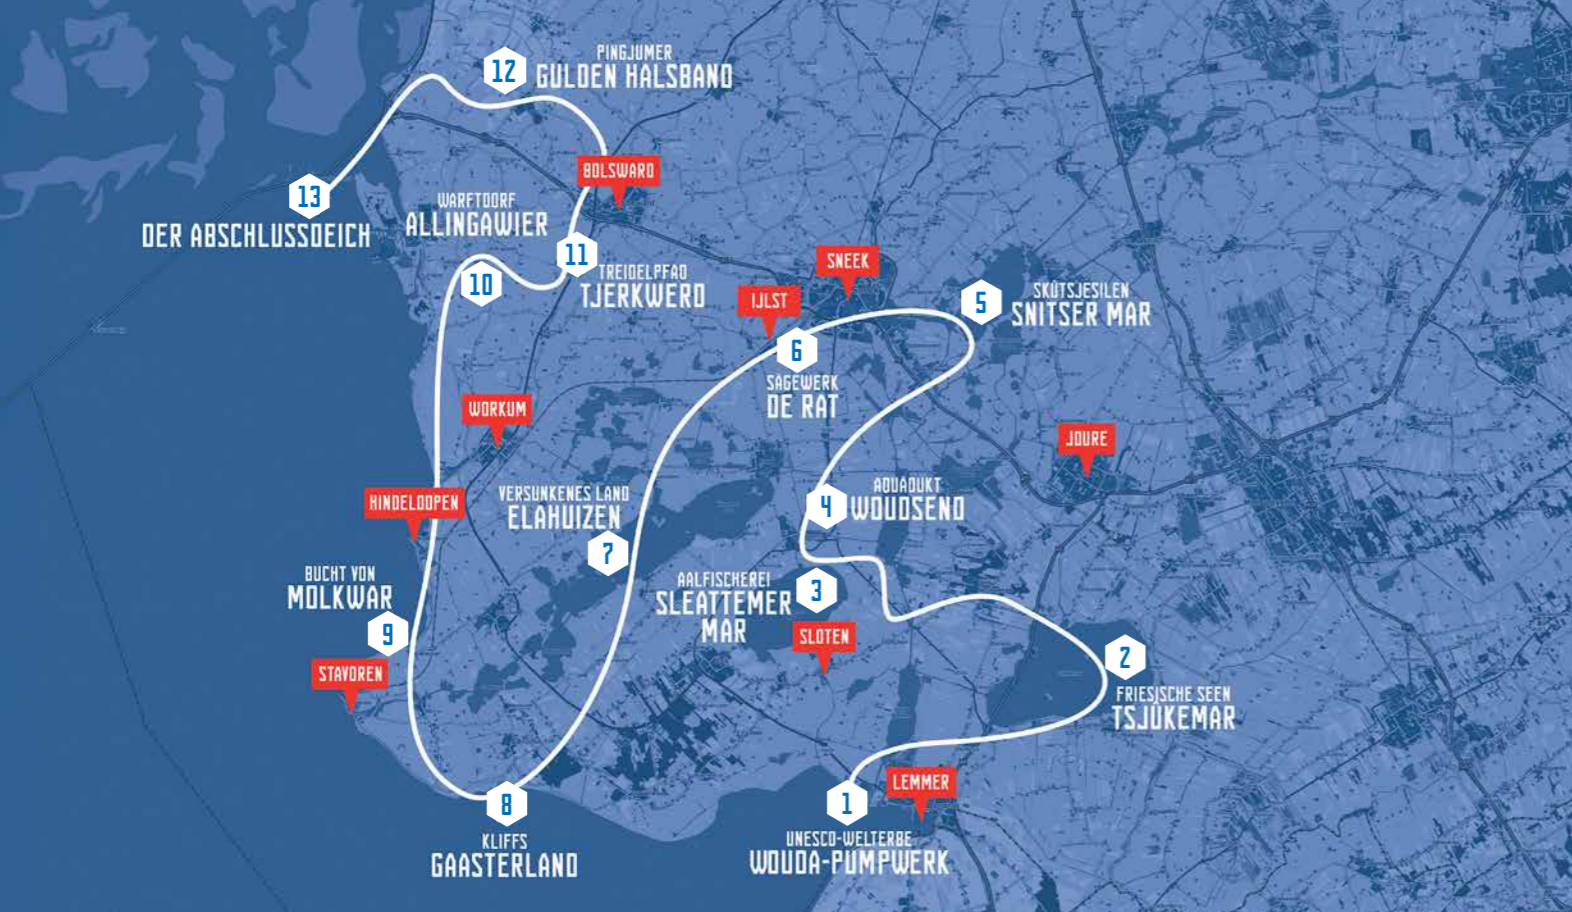 12
PINGJUMER
GULDEN HALSBAND
BOLSWARD
13
DER ABSCHLUSSDEICH
WARFTDORF
ALLINGAWIER
10
11
TREIDELPFAD
TJERKWERD
SNEEK
IJLST
5
SKÛTSJESILEN
SNITSER MAR
6
SÄGEWERK
DE RAT
WORKUM
JOURE
HINDELOOPEN
VERSUNKENES LAND
ELAHUIZEN
7
4
AQUÄDUKT
WOUDSEND
BUCHT VON
MOLKWAR
9
AALFISCHEREI
SLEATTEMER
MAR
3
SLOTEN
STAVOREN
2
FRIESISCHE SEEN
TSJÛKEMAR
LEMMER
1
UNESCO-WELTERBE
WOUDA-PUMPWERK
8
KLIFFS
GAASTERLAND